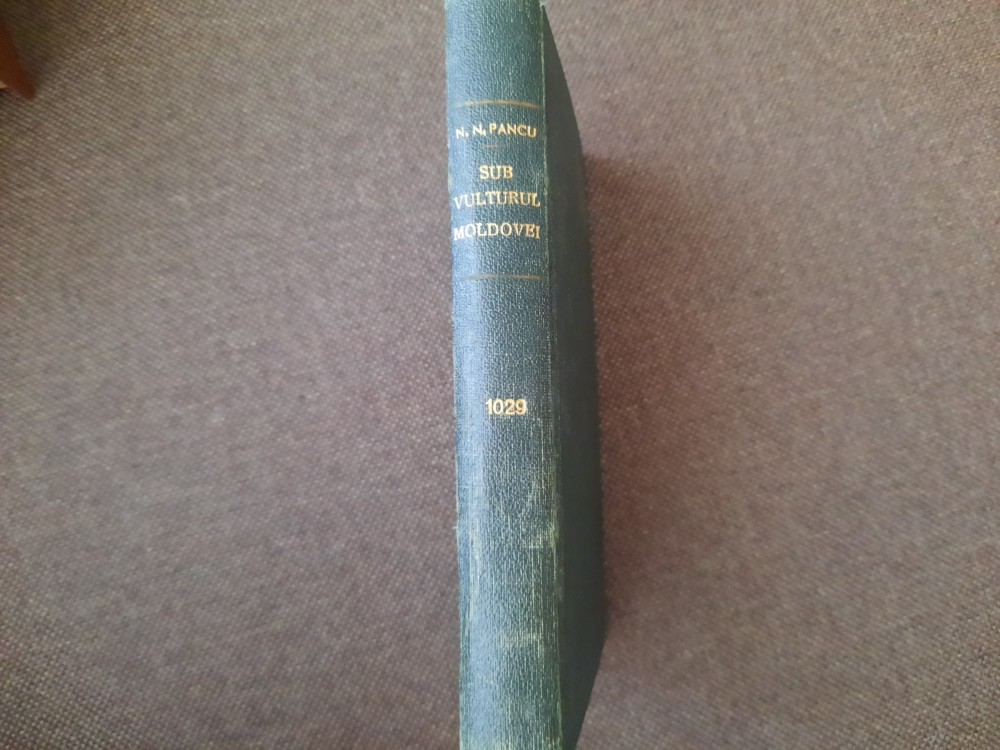 N. N. PANCU
SUB
VULTURUL
MOLDOVEI
1029